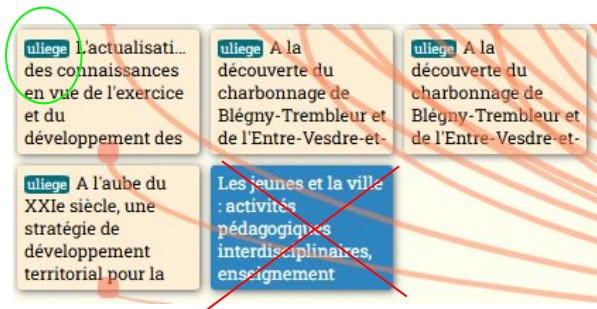 uliege L'actualisati...
des connaissances
en vue de l'exercice
et du
développement des
uliege A la
découverte du
charbonnage de
Blégny-Trembleur et
de l'Entre-Vesdre-et-
uliege A la
découverte du
charbonnage de
Blégny-Trembleur et
de l'Entre-Vesdre-et-
uliege A l'aube du
XXIe siècle, une
stratégie de
développement
territorial pour la
Les jeunes et la ville
: activités
pédagogiques
interdisciplinaires,
enseignement